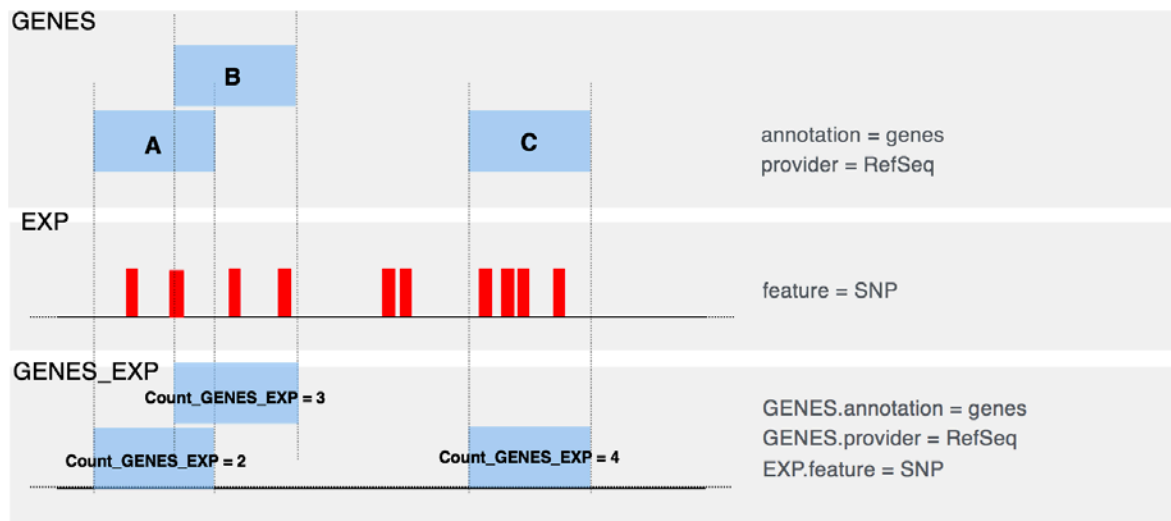 GENES
B
A
C
annotation = genes
provider = RefSeq
EXP
feature = SNP
GENES_EXP
Count_GENES_EXP = 3
Count_GENES_EXP = 2
Count_GENES_EXP = 4
GENES.annotation = genes
GENES.provider = RefSeq
EXP.feature = SNP